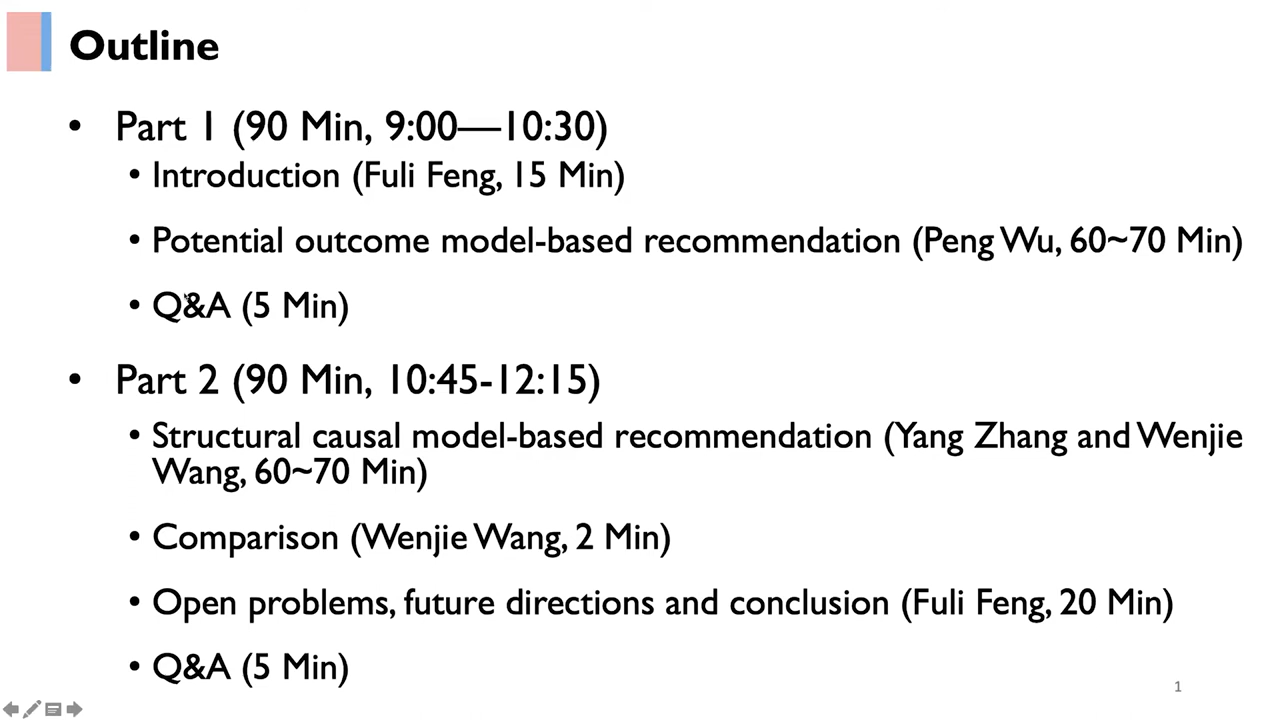 Outline
• Part 1 (90 Min, 9:00—10:30)
• Introduction (Fuli Feng, 15 Min)
• Potential outcome model-based recommendation (Peng Wu, 60~70 Min)
• Q&A (5 Min)
• Part 2 (90 Min, 10:45-12:15)
• Structural causal model-based recommendation (Yang Zhang and Wenjie
Wang, 60~70 Min)
• Comparison (Wenjie Wang, 2 Min)
• Open problems, future directions and conclusion (Fuli Feng, 20 Min)
• Q&A (5 Min)
1